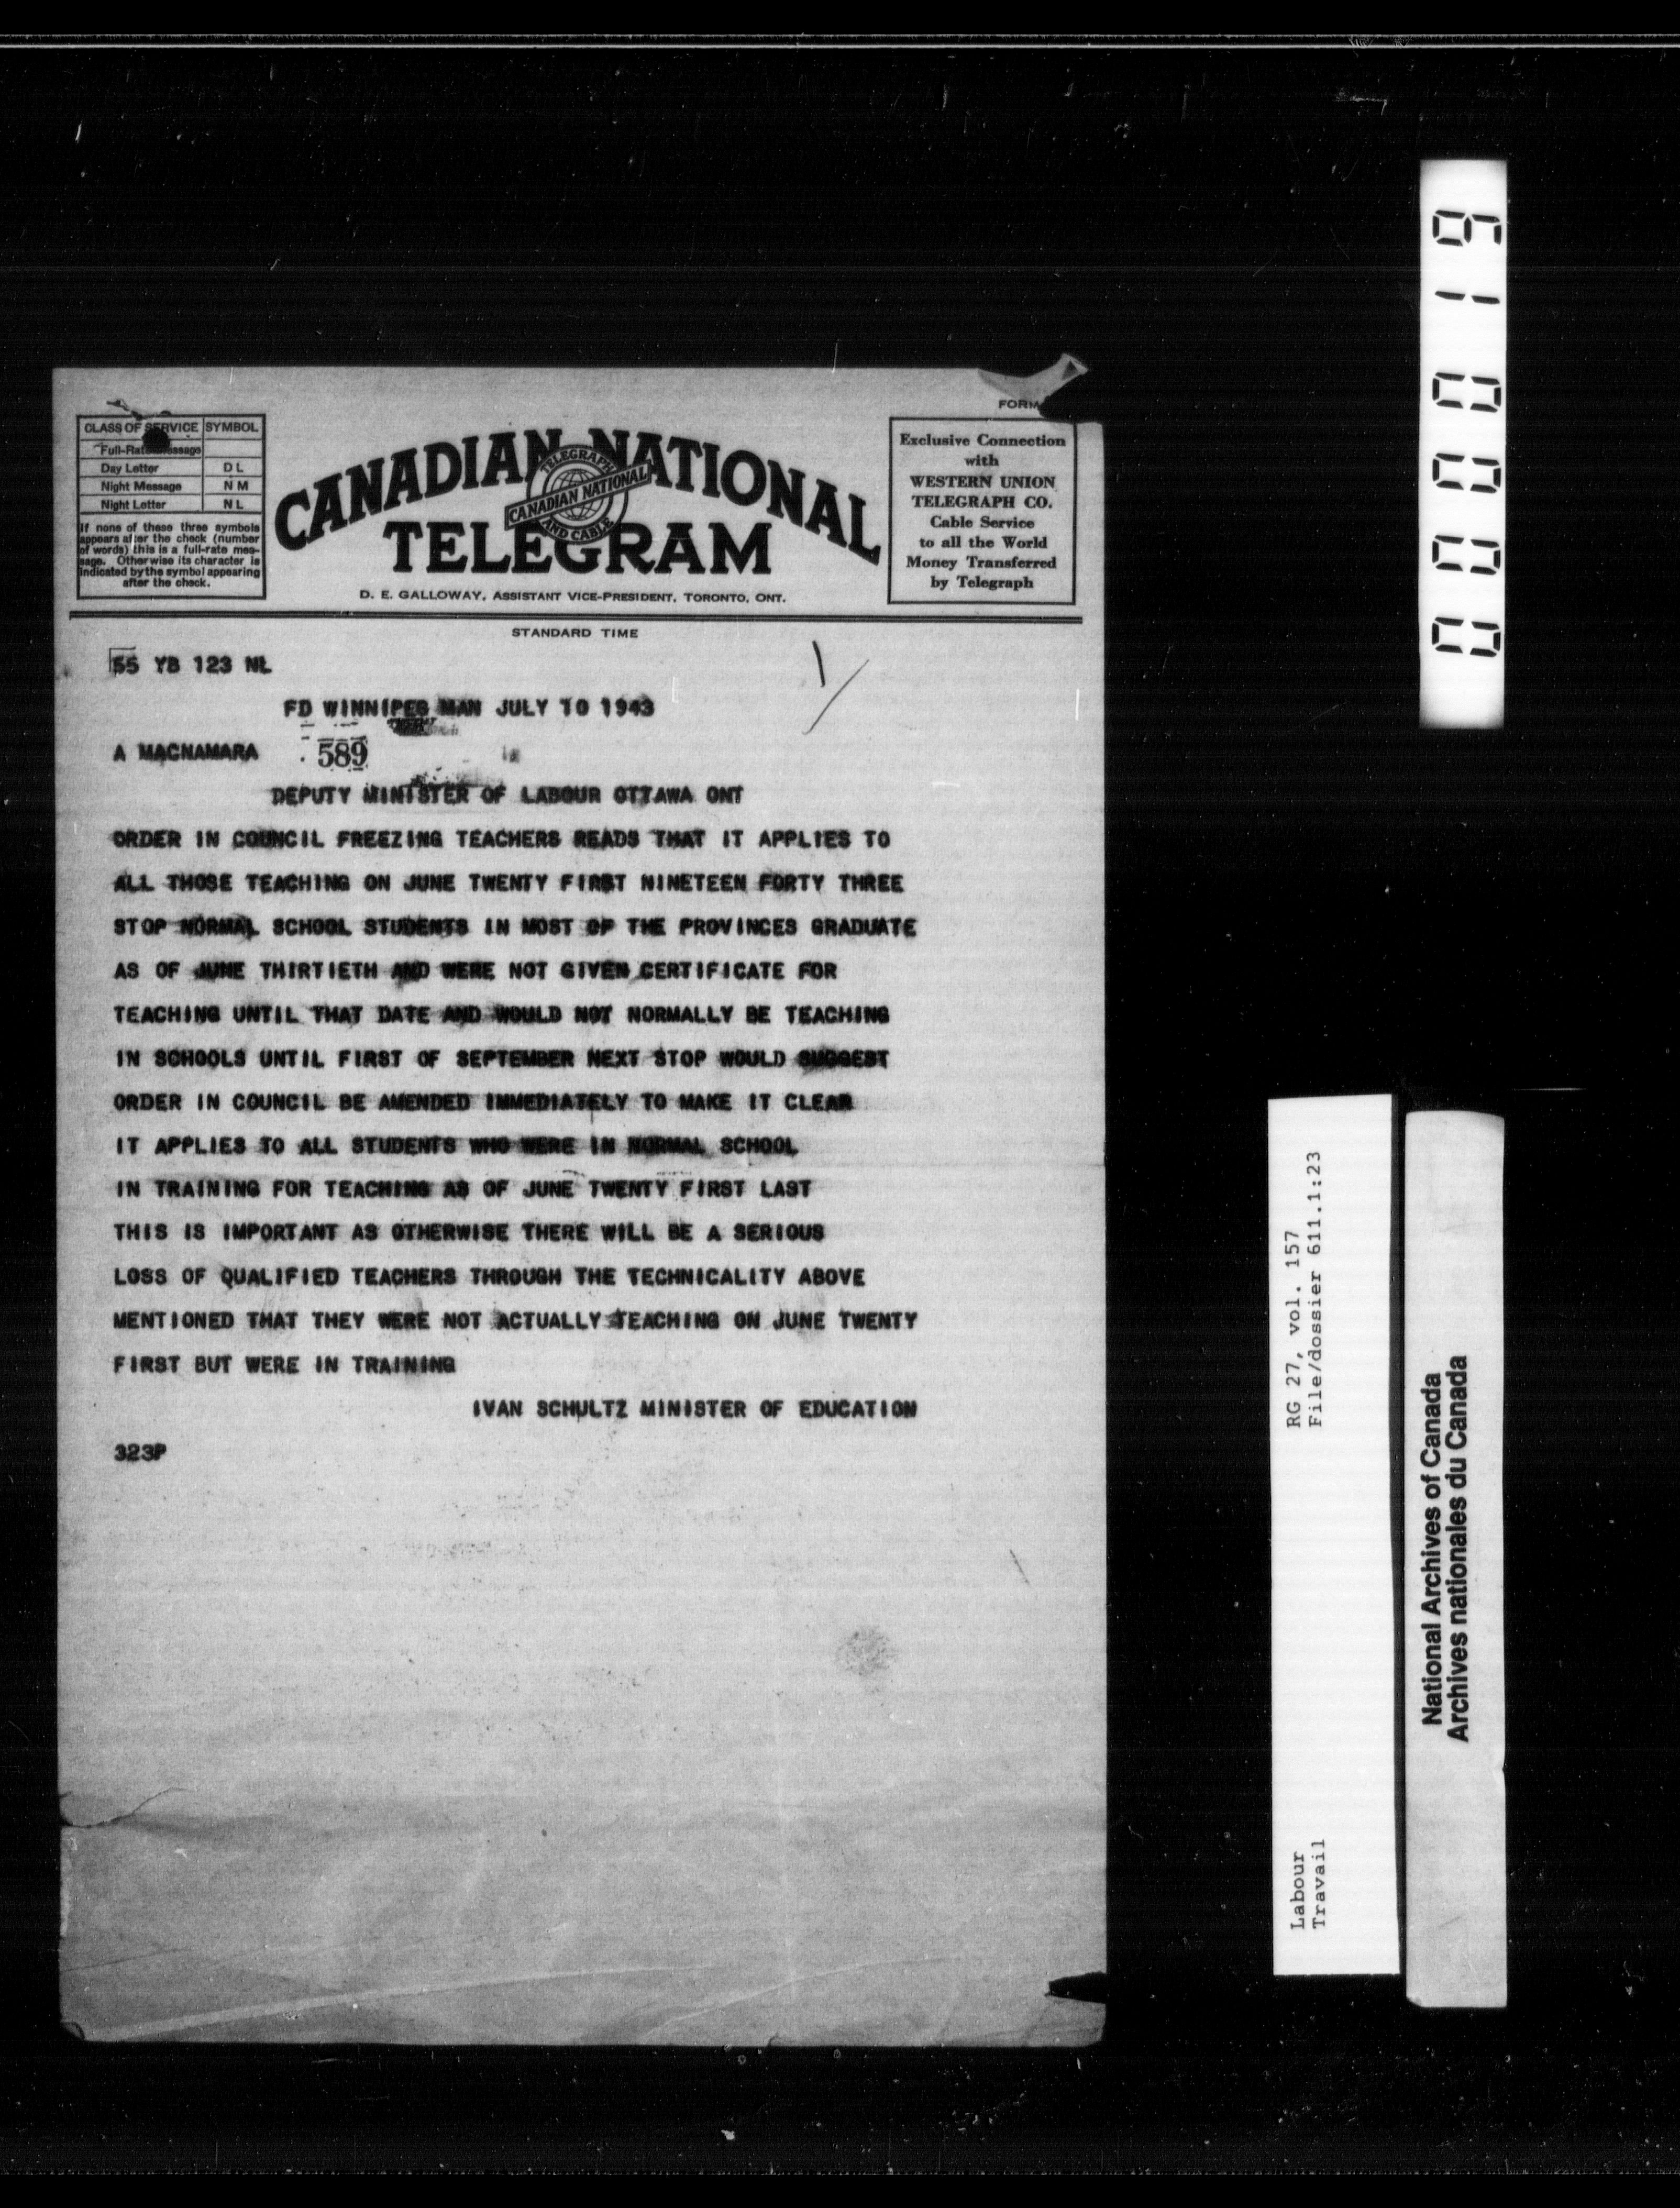 FORM
CLASS OF SERVICE SYMBOL
Full-Rate Message
Day Letter D L
Night Message N M
Night Letter N L
If none of these three symbols
appears after the check (number
of words) this is a full-rate mes-
sage. Otherwise its character is
indicated by the symbol appearing
after the check.
CANADIAN NATIONAL
TELEGRAM
TELEGRAPH
CANADIAN NATIONAL
AND CABLE
D. E. GALLOWAY, ASSISTANT VICE-PRESIDENT, TORONTO, ONT.
Exclusive Connection
with
WESTERN UNION
TELEGRAPH CO.
Cable Service
to all the World
Money Transferred
by Telegraph
STANDARD TIME
55 YB 123 NL
FD WINNIPEG MAN JULY 10 1943
A MACNAMARA 589
DEPUTY MINISTER OF LABOUR OTTAWA ONT
ORDER IN COUNCIL FREEZING TEACHERS READS THAT IT APPLIES TO
ALL THOSE TEACHING ON JUNE TWENTY FIRST NINETEEN FORTY THREE
STOP NORMAL SCHOOL STUDENTS IN MOST OF THE PROVINCES GRADUATE
AS OF JUNE THIRTIETH AND WERE NOT GIVEN CERTIFICATE FOR
TEACHING UNTIL THAT DATE AND WOULD NOT NORMALLY BE TEACHING
IN SCHOOLS UNTIL FIRST OF SEPTEMBER NEXT STOP WOULD SUGGEST
ORDER IN COUNCIL BE AMENDED IMMEDIATELY TO MAKE IT CLEAR
IT APPLIES TO ALL STUDENTS WHO WERE IN NORMAL SCHOOL
IN TRAINING FOR TEACHING AS OF JUNE TWENTY FIRST LAST
THIS IS IMPORTANT AS OTHERWISE THERE WILL BE A SERIOUS
LOSS OF QUALIFIED TEACHERS THROUGH THE TECHNICALITY ABOVE
MENTIONED THAT THEY WERE NOT ACTUALLY TEACHING ON JUNE TWENTY
FIRST BUT WERE IN TRAINING
IVAN SCHULTZ MINISTER OF EDUCATION
323P
000019
Labour RG 27, vol. 157
Travail File/dossier 611.1:23
National Archives of Canada
Archives nationales du Canada